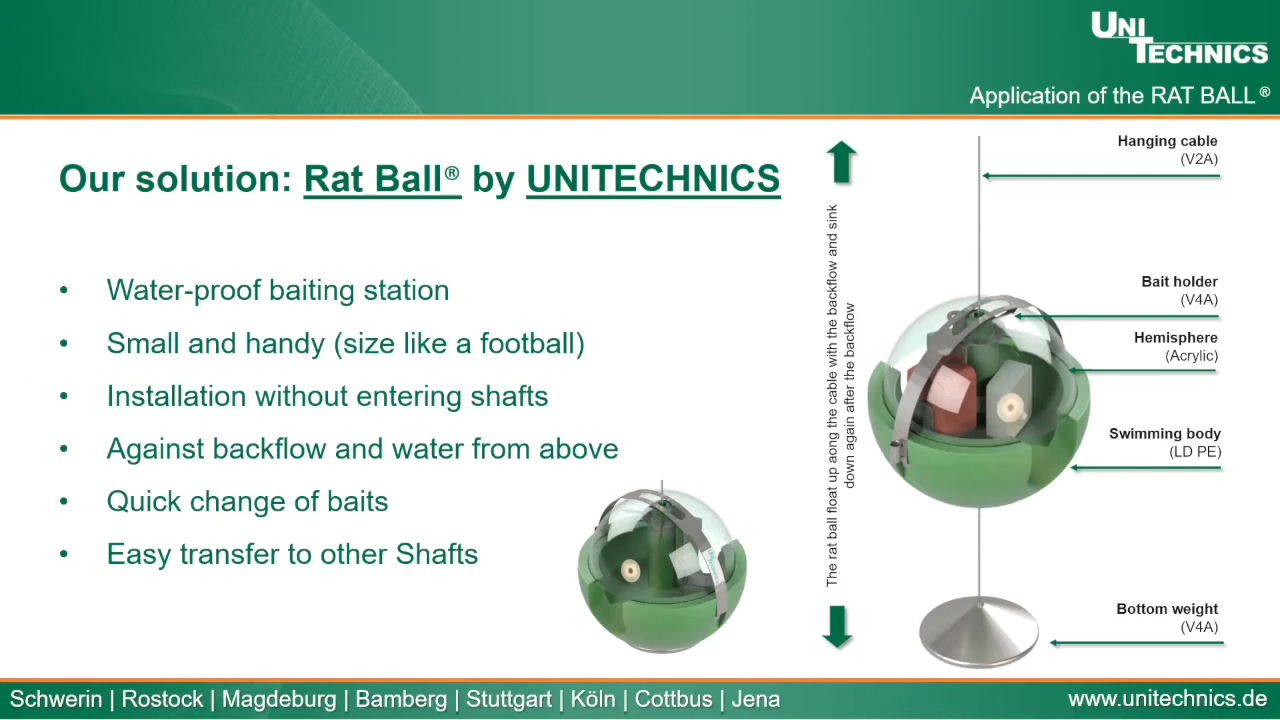 UNI
TECHNICS
Application of the RAT BALL ®
Our solution: Rat Ball® by UNITECHNICS
• Water-proof baiting station
• Small and handy (size like a football)
• Installation without entering shafts
• Against backflow and water from above
• Quick change of baits
• Easy transfer to other Shafts
The rat ball float up aong the cable with the backflow and sink
down again after the backflow
Hanging cable
(V2A)
Bait holder
(V4A)
Hemisphere
(Acrylic)
Swimming body
(LD PE)
Bottom weight
(V4A)
Schwerin | Rostock | Magdeburg | Bamberg | Stuttgart | Köln | Cottbus | Jena
www.unitechnics.de